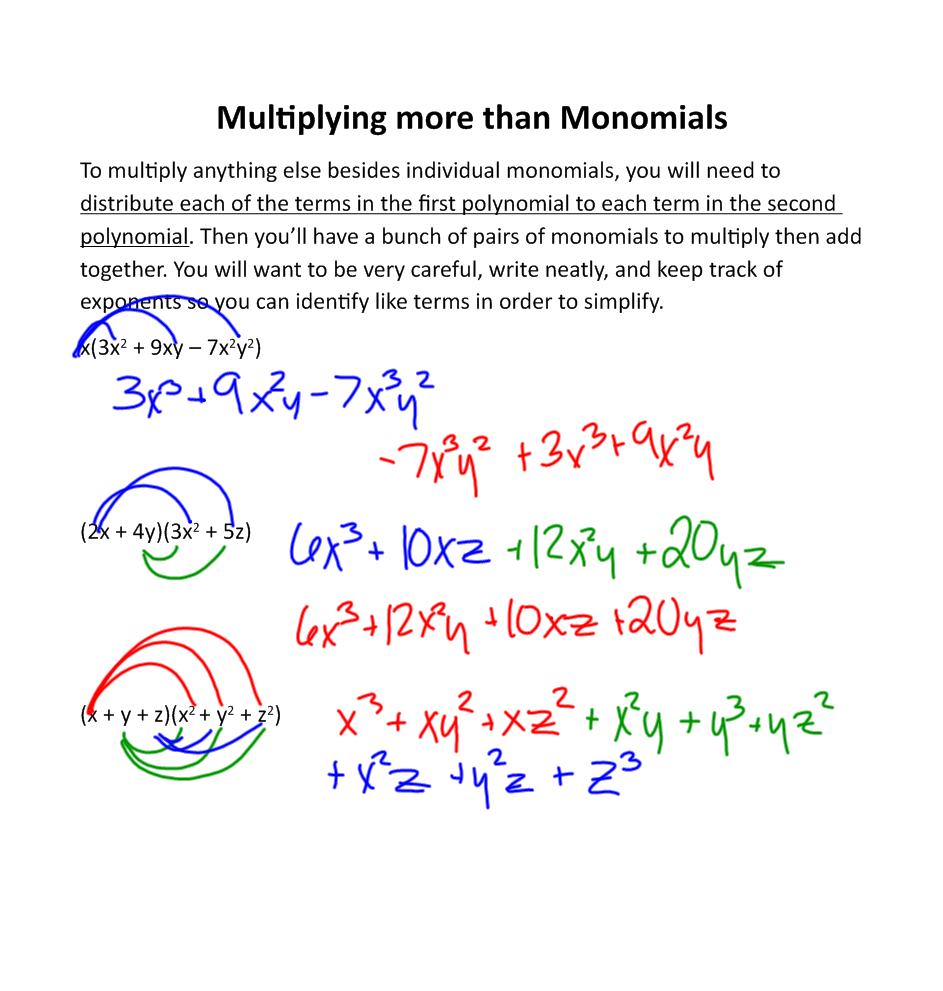 Multiplying more than Monomials
To multiply anything else besides individual monomials, you will need to
distribute each of the terms in the first polynomial to each term in the second
polynomial. Then you’ll have a bunch of pairs of monomials to multiply then add
together. You will want to be very careful, write neatly, and keep track of
exponents so you can identify like terms in order to simplify.
x(3x² + 9xy – 7x²y²)
3x³ + 9x²y - 7x³y²
-7x³y² + 3x³ + 9x²y
(2x + 4y)(3x² + 5z) 6x³ + 10xz + 12x²y + 20yz
6x³ + 12x²y + 10xz + 20yz
(x + y + z)(x² + y² + z²) x³ + xy² + xz² + x²y + y³ + yz²
+ x²z + y²z + z³